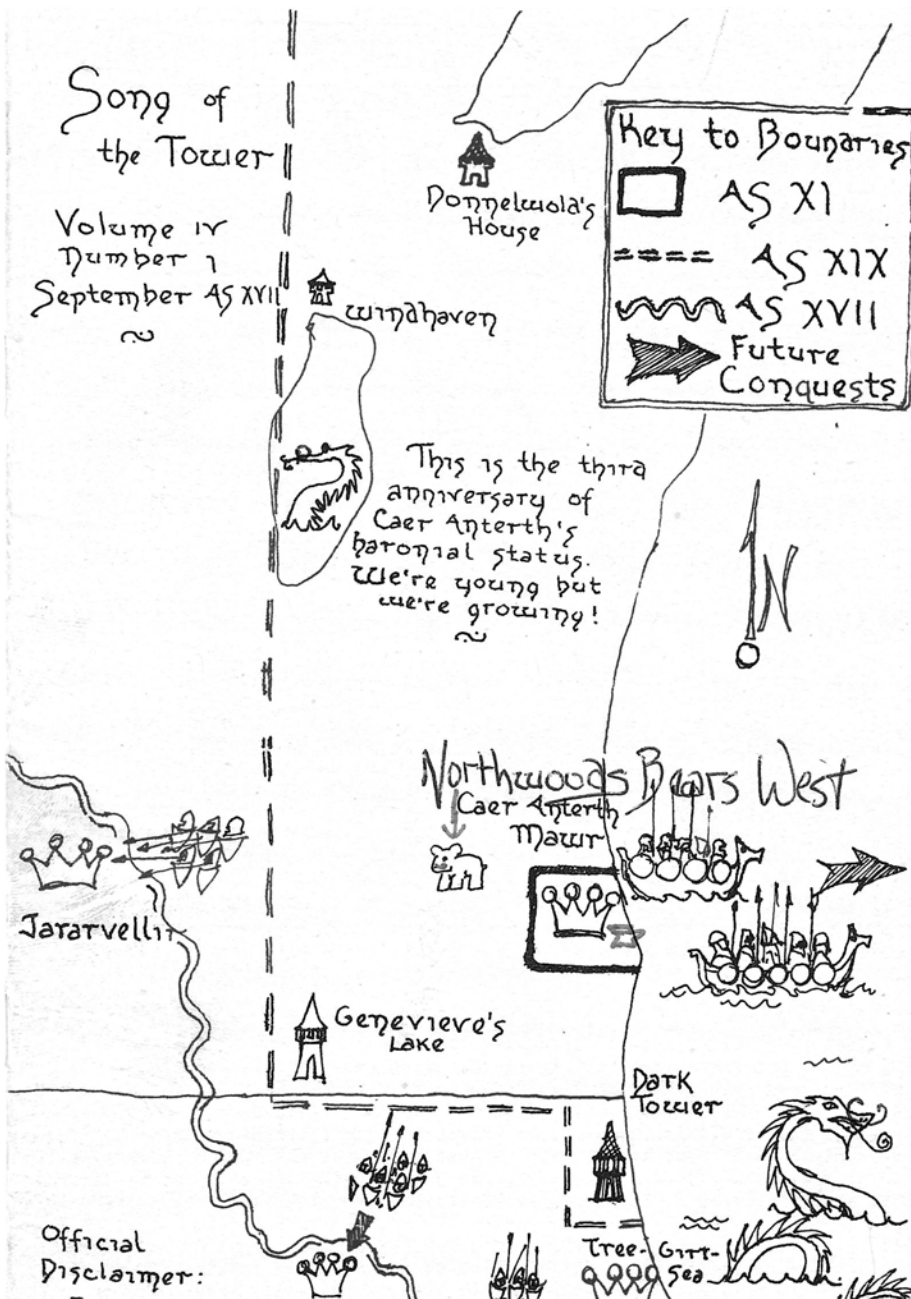 Song of
the Tower
Volume IV
Number 1
September AS XVII
Donnelwola's
House
Key to Bounaries
AS XI
AS XIX
AS XVII
Future
Conquests
Windhaven
This is the third
anniversary of
Caer Anterth's
baronial status.
We're young but
we're growing!
N
Northwoods Bears West
Caer Anterth
Mawr
Jararvellir
Genevieve's
Lake
Dark
Tower
Official
Disclaimer:
Tree-Girt-
Sea